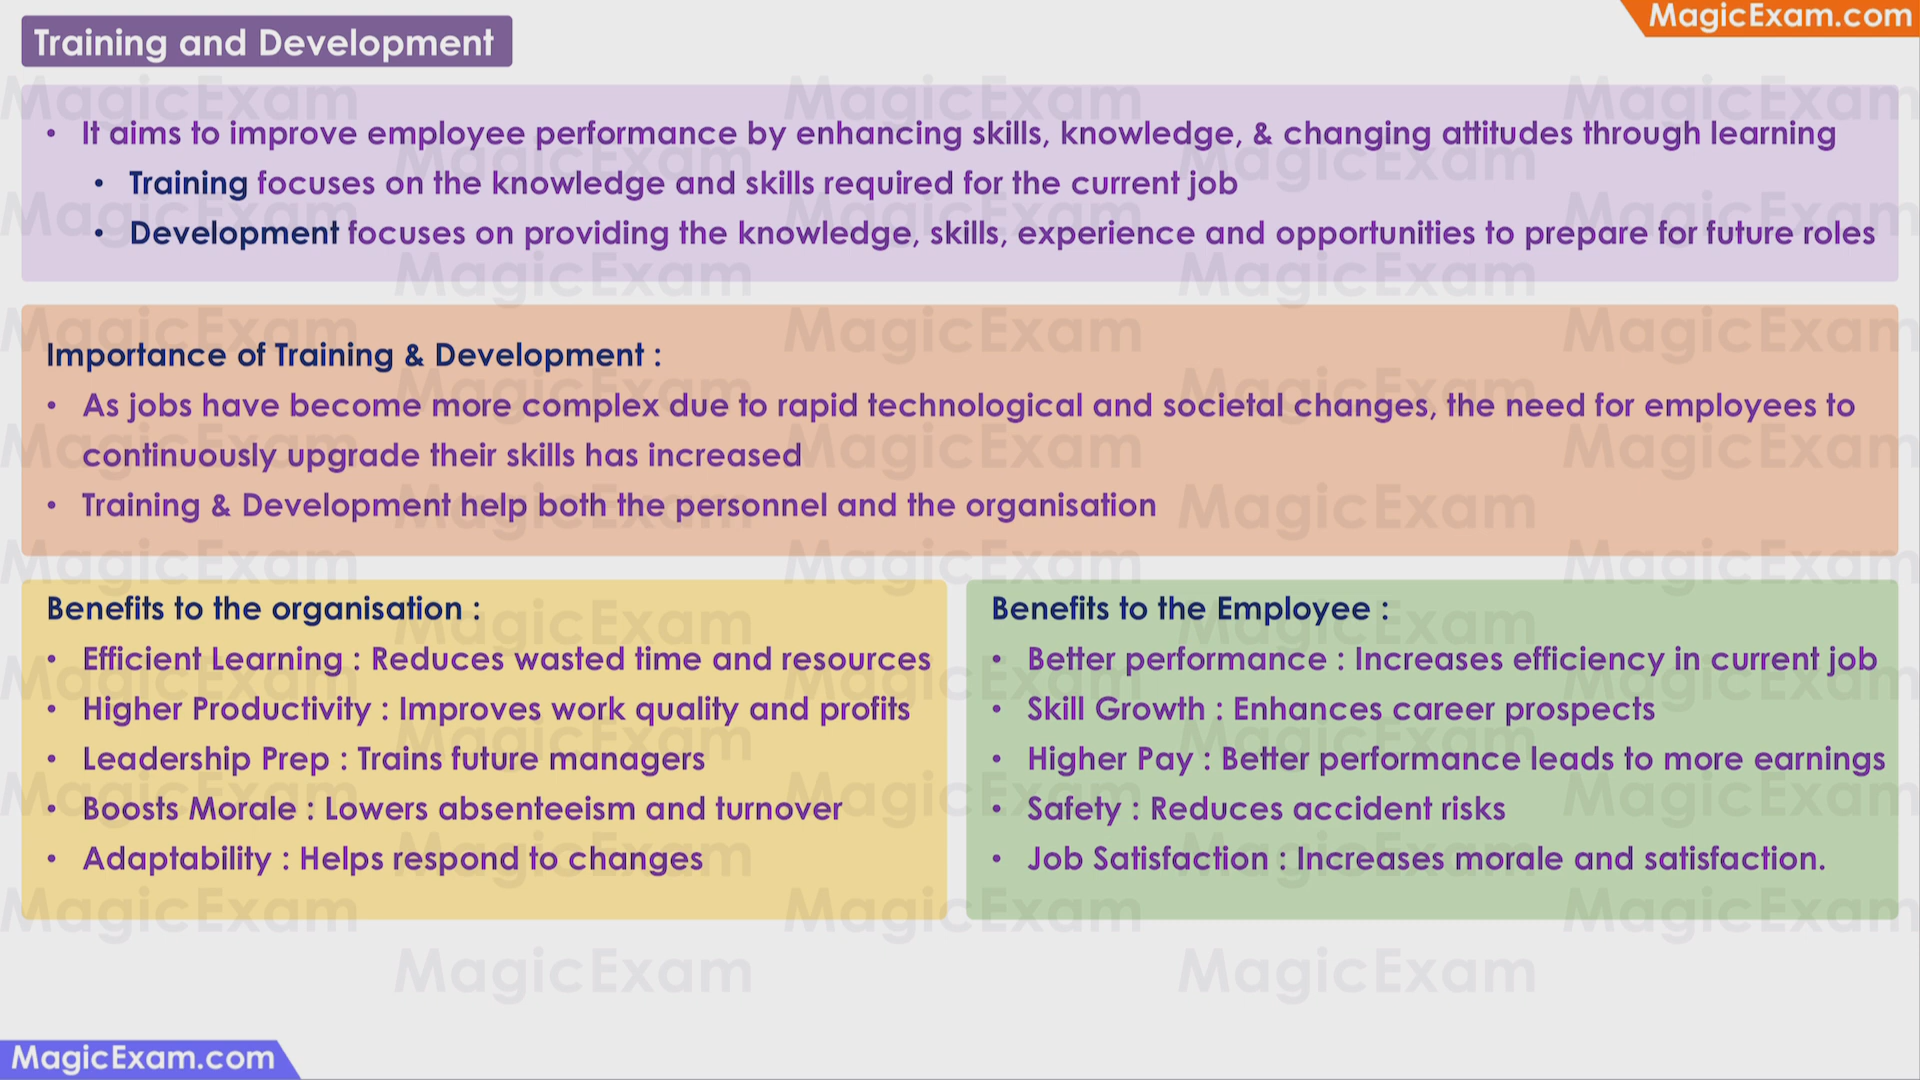 Training and Development
MagicExam.com
• It aims to improve employee performance by enhancing skills, knowledge, & changing attitudes through learning
• Training focuses on the knowledge and skills required for the current job
• Development focuses on providing the knowledge, skills, experience and opportunities to prepare for future roles
Importance of Training & Development :
• As jobs have become more complex due to rapid technological and societal changes, the need for employees to
continuously upgrade their skills has increased
• Training & Development help both the personnel and the organisation
Benefits to the organisation :
• Efficient Learning : Reduces wasted time and resources
• Higher Productivity : Improves work quality and profits
• Leadership Prep : Trains future managers
• Boosts Morale : Lowers absenteeism and turnover
• Adaptability : Helps respond to changes
Benefits to the Employee :
• Better performance : Increases efficiency in current job
• Skill Growth : Enhances career prospects
• Higher Pay : Better performance leads to more earnings
• Safety : Reduces accident risks
• Job Satisfaction : Increases morale and satisfaction.
MagicExam.com